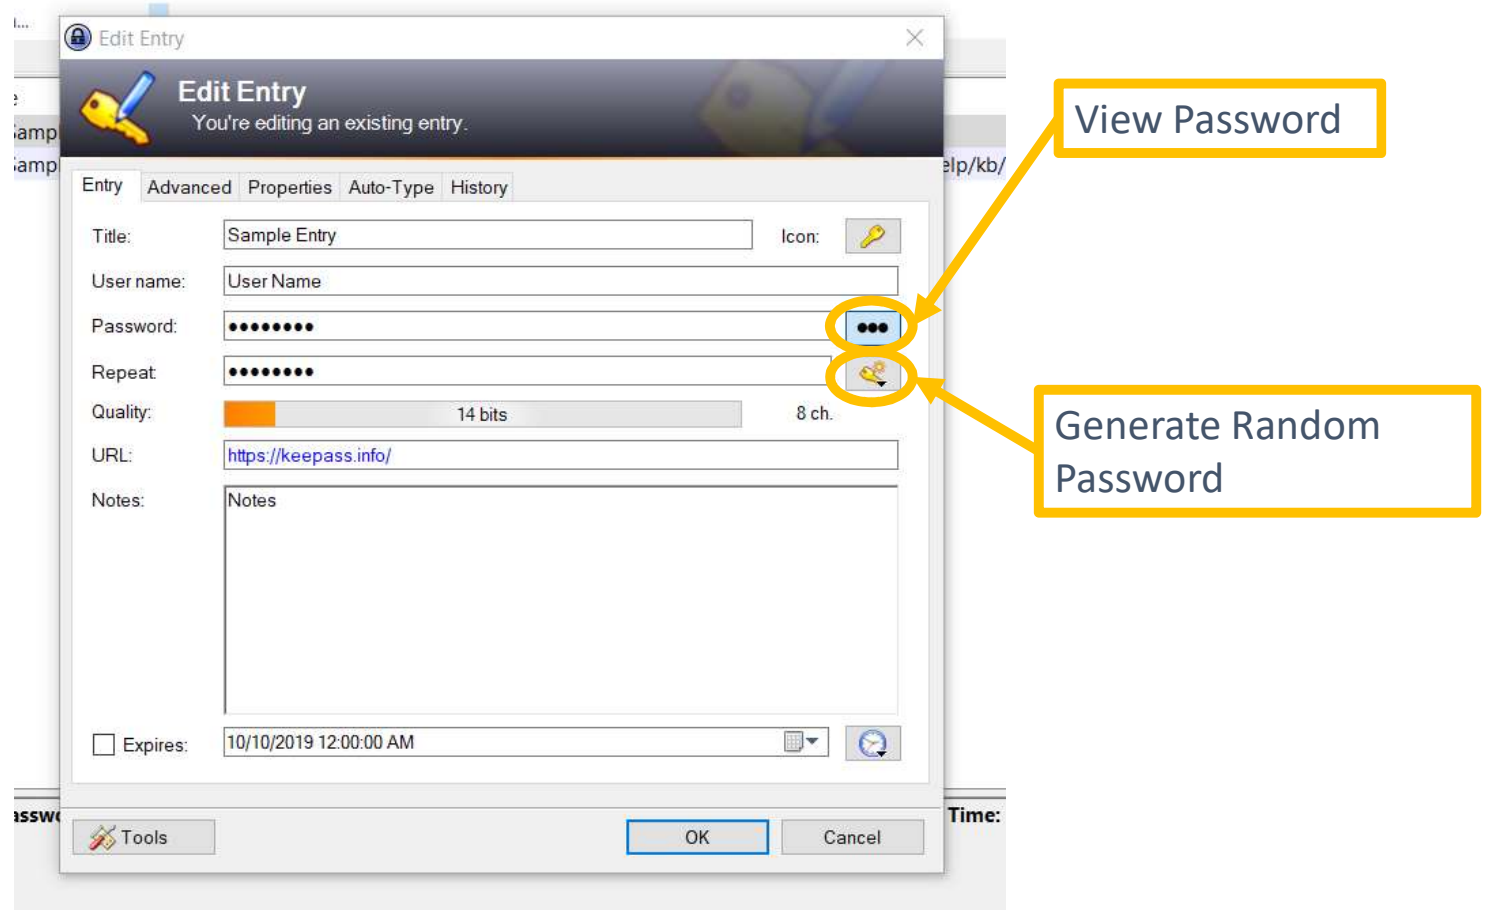 Edit Entry
Edit Entry
You're editing an existing entry.
View Password
elp/kb/
Entry Advanced Properties Auto-Type History
Title: Sample Entry Icon:
User name: User Name
Password: ●●●●●●●● ●●●
Repeat: ●●●●●●●●
Quality: 14 bits 8 ch.
Generate Random
Password
URL: https://keepass.info/
Notes: Notes
Expires: 10/10/2019 12:00:00 AM
Time:
Tools OK Cancel